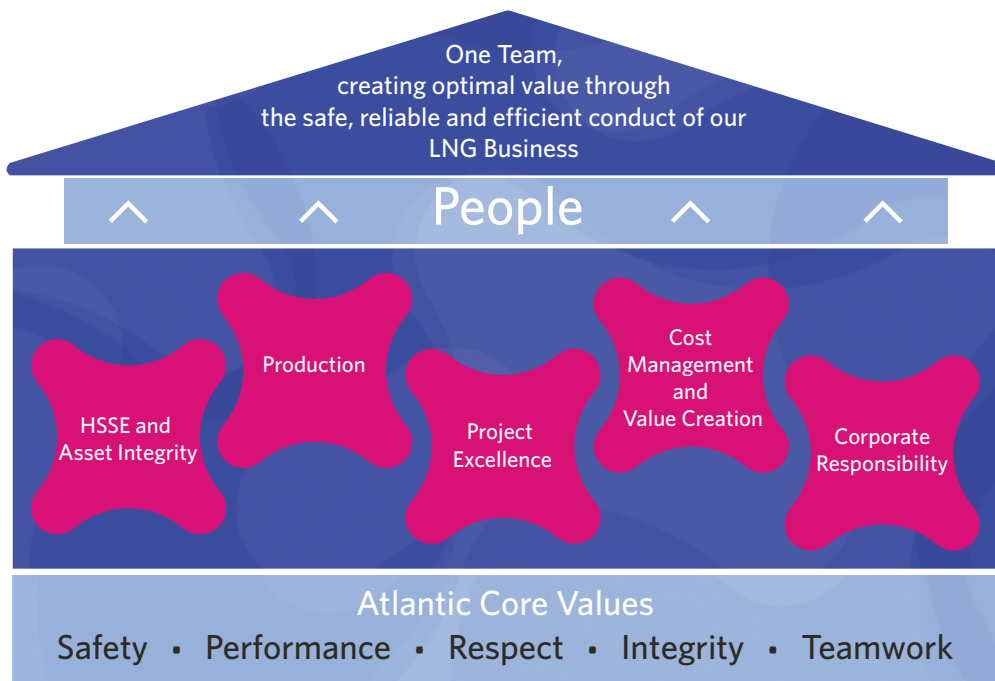 One Team,
creating optimal value through
the safe, reliable and efficient conduct of our
LNG Business
People
HSSE and
Asset Integrity
Production
Project
Excellence
Cost
Management
and
Value Creation
Corporate
Responsibility
Atlantic Core Values
Safety • Performance • Respect • Integrity • Teamwork